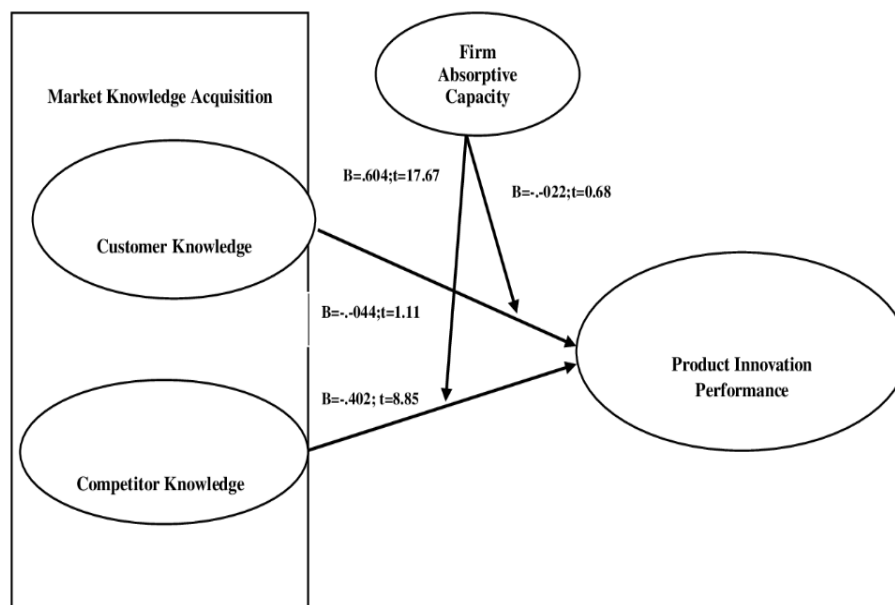 Firm
Absorptive
Capacity
Market Knowledge Acquisition
B=.604;t=17.67
B=-.-022;t=0.68
Customer Knowledge
B=-.-044;t=1.11
Product Innovation
Performance
B=-.402; t=8.85
Competitor Knowledge